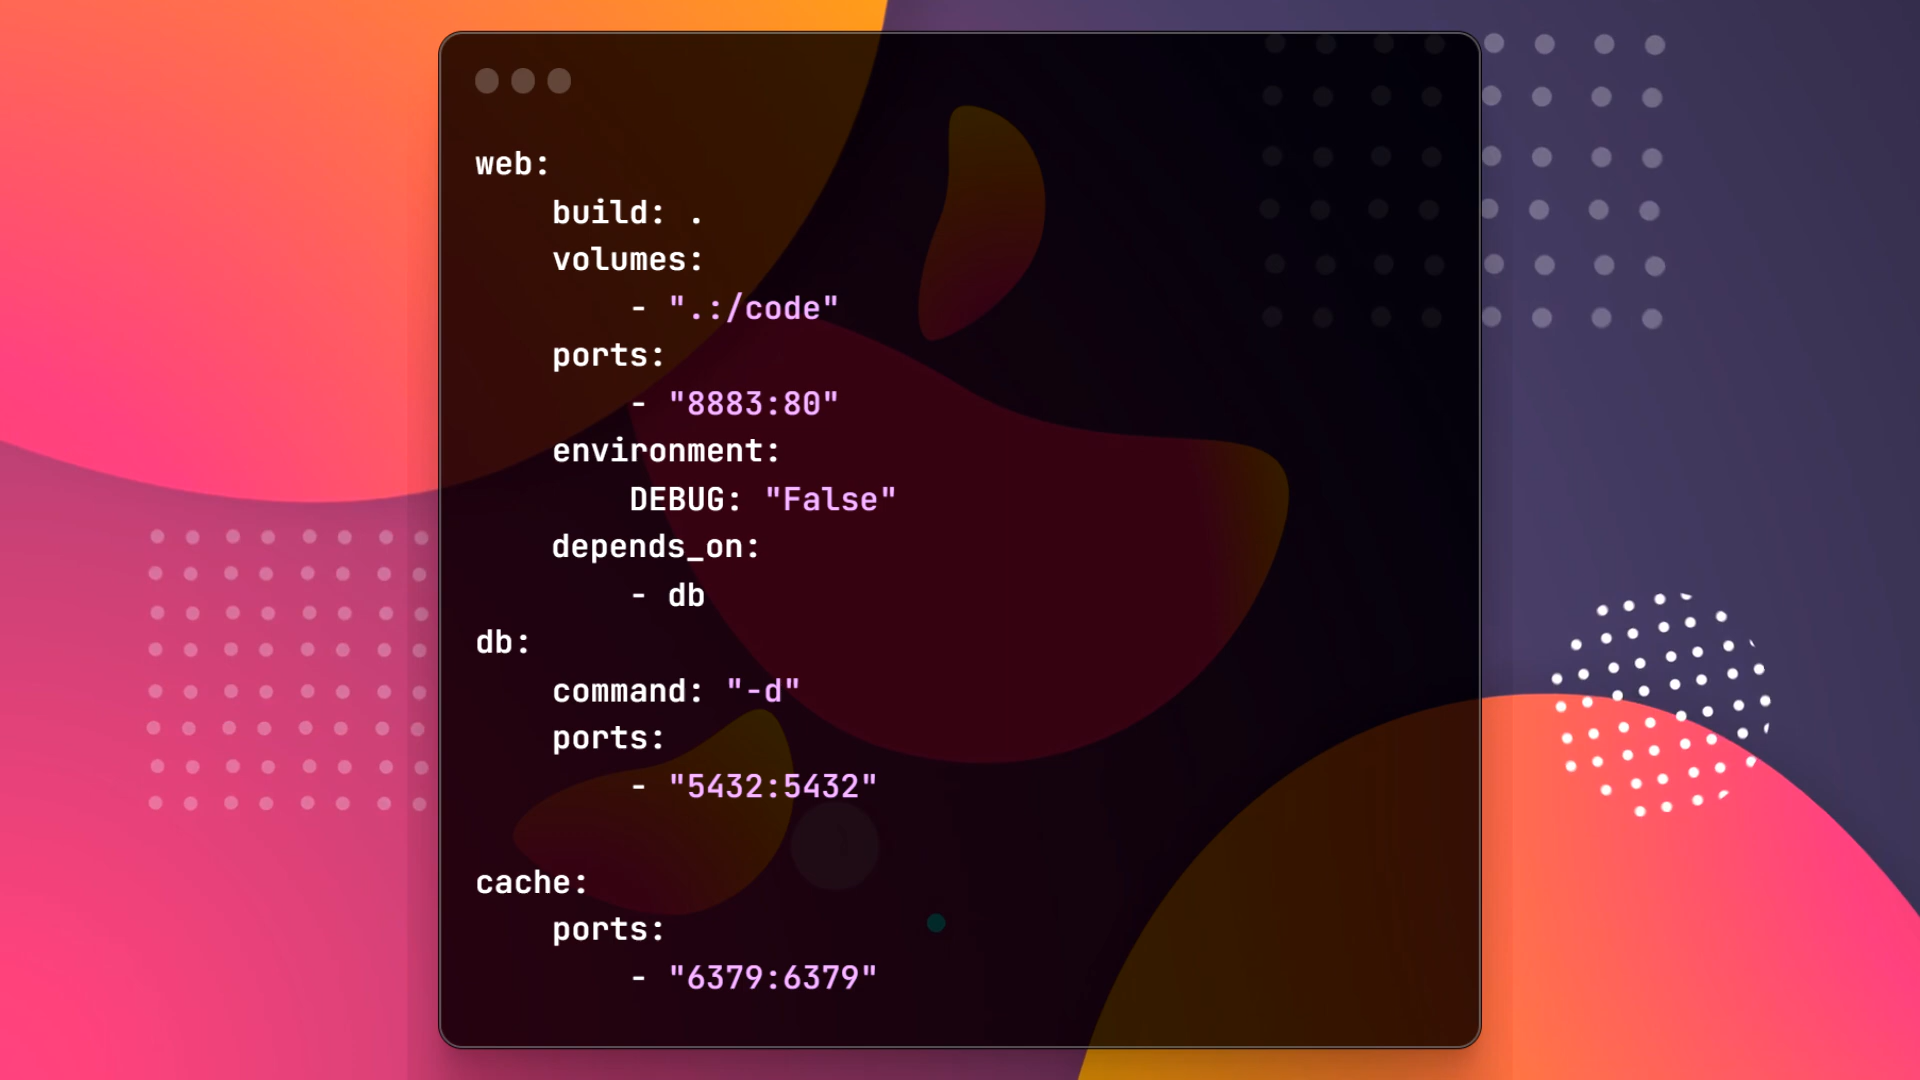 web:
    build: .
    volumes:
        - ".:/code"
    ports:
        - "8883:80"
    environment:
        DEBUG: "False"
    depends_on:
        - db
db:
    command: "-d"
    ports:
        - "5432:5432"

cache:
    ports:
        - "6379:6379"